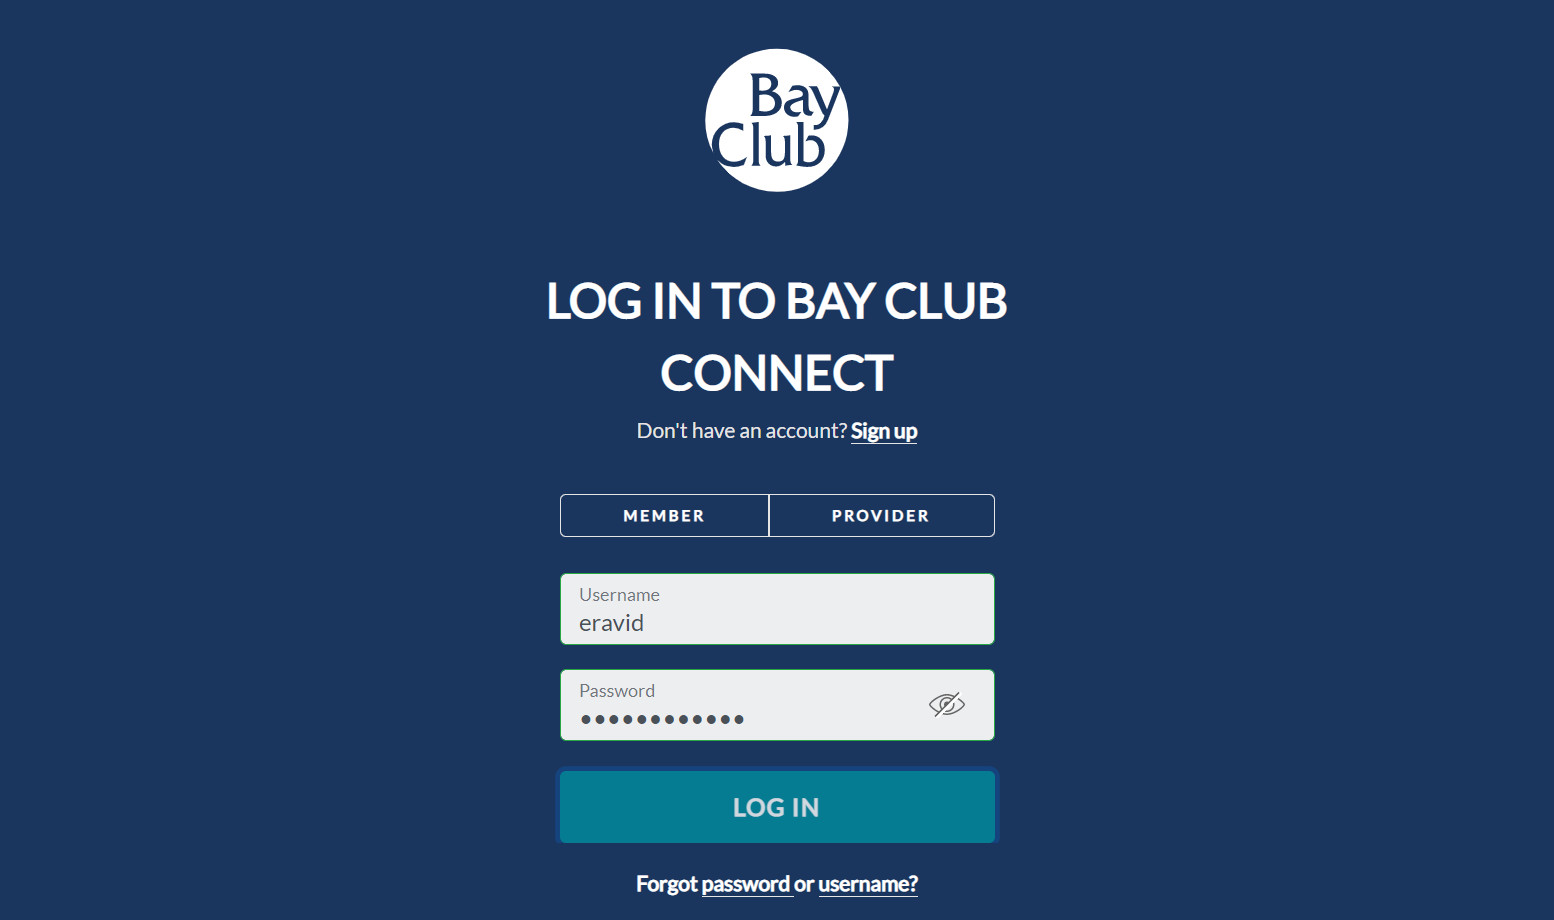 Bay
Club
LOG IN TO BAY CLUB
CONNECT
Don't have an account? Sign up
MEMBER PROVIDER
Username
eravid
Password
••••••••••••
LOG IN
Forgot password or username?